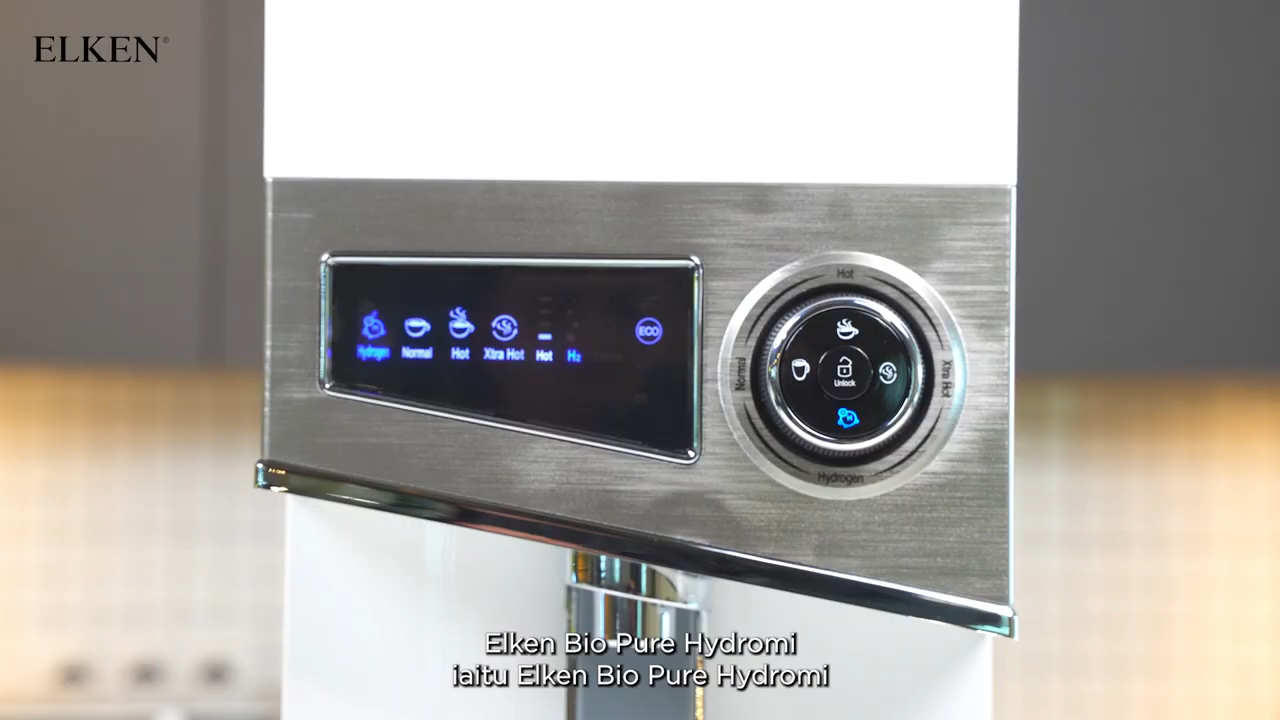 ELKEN®
Hydrogen Normal Hot Xtra Hot Hot H₂ ECO
Hot
Normal
Unlock
Xtra Hot
Hydrogen
Elken Bio Pure Hydromi
iaitu Elken Bio Pure Hydromi